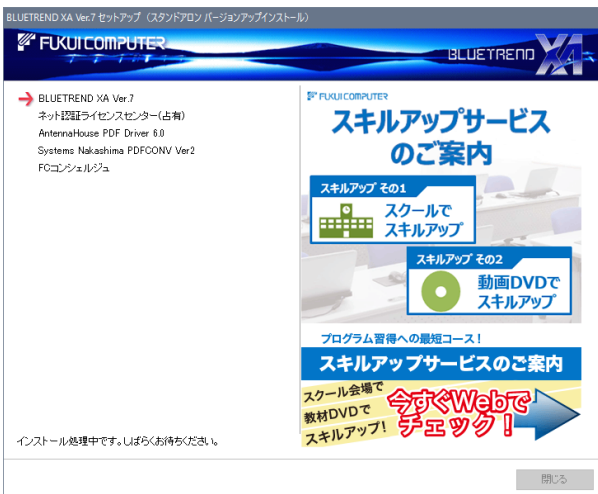 BLUETREND XA Ver.7 セットアップ（スタンドアロン バージョンアップインストール）
FUKUI COMPUTER
BLUETREND XA
BLUETREND XA Ver.7
ネット認証ライセンスセンター(占有)
AntennaHouse PDF Driver 6.0
Systems Nakashima PDFCONV Ver2
FCコンシェルジュ
インストール処理中です。しばらくお待ちください。
FUKUI COMPUTER
スキルアップサービス
のご案内
スキルアップ その1
スクールで
スキルアップ
スキルアップ その2
動画DVDで
スキルアップ
プログラム習得への最短コース！
スキルアップサービスのご案内
スクール会場で
教材DVDで
スキルアップ!
今すぐWebで
チェック！
閉じる